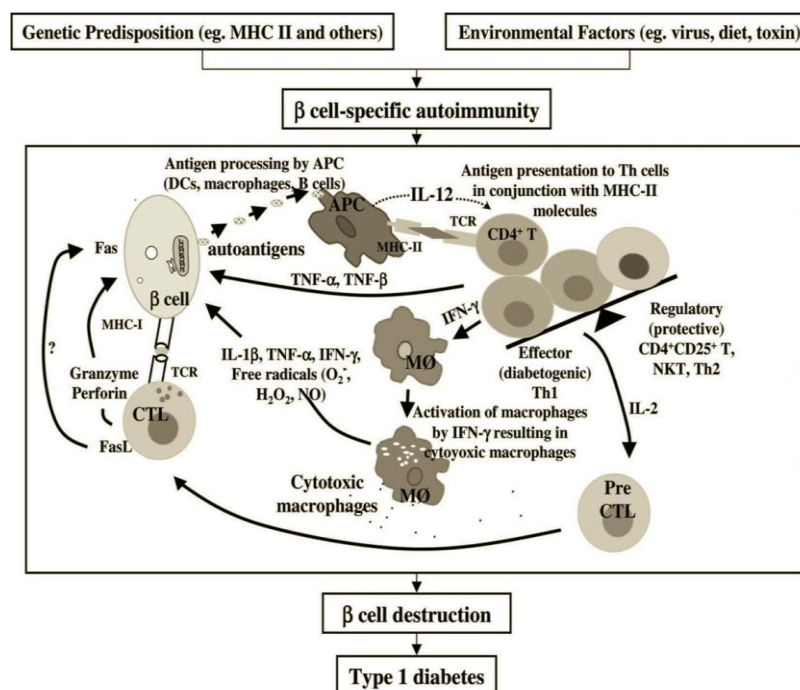 Genetic Predisposition (eg. MHC II and others)
Environmental Factors (eg. virus, diet, toxin)
β cell-specific autoimmunity
Antigen processing by APC
(DCs, macrophages, B cells)
Antigen presentation to Th cells
in conjunction with MHC-II
molecules
IL-12
APC
TCR
CD4⁺ T
MHC-II
Fas
autoantigens
β cell
TNF-α, TNF-β
IFN-γ
MHC-I
?
TCR
Granzyme
Perforin
CTL
FasL
IL-1β, TNF-α, IFN-γ,
Free radicals (O₂⁻,
H₂O₂, NO)
MØ
Effector
(diabetogenic)
Th1
Regulatory
(protective)
CD4⁺CD25⁺ T,
NKT, Th2
Activation of macrophages
by IFN-γ resulting in
cytoyoxic macrophages
IL-2
Cytotoxic
macrophages
MØ
Pre
CTL
β cell destruction
Type 1 diabetes